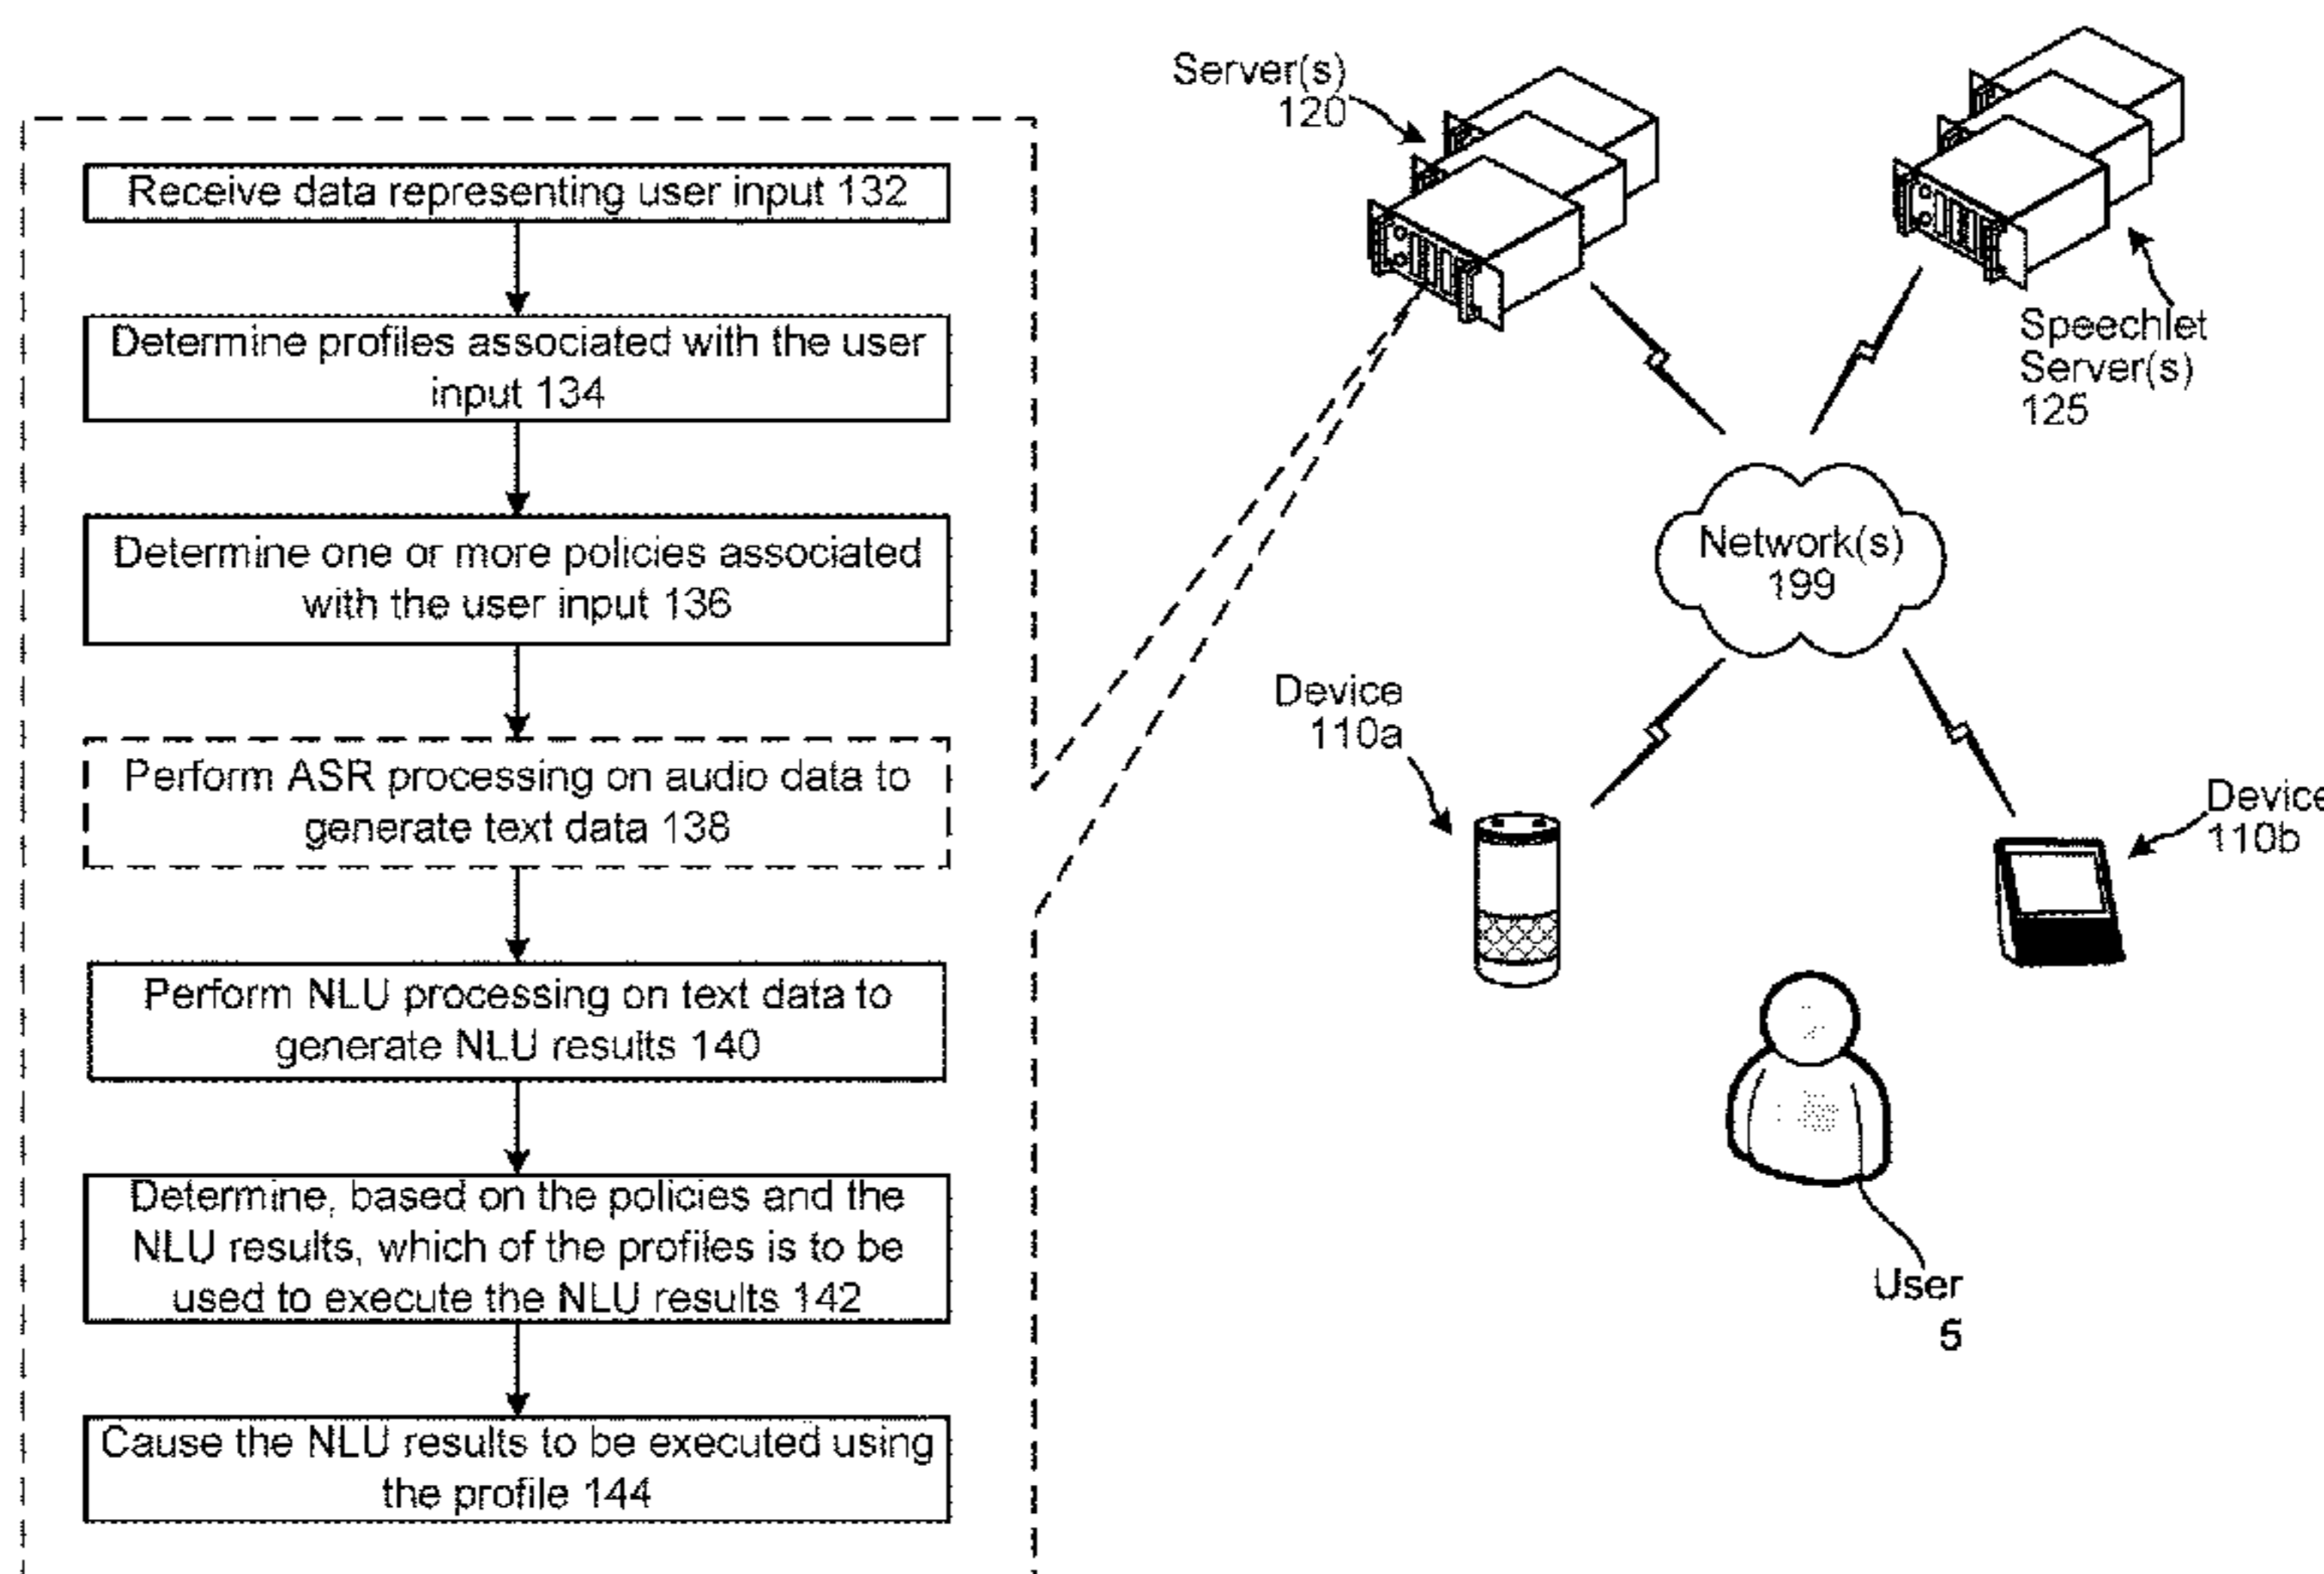 Receive data representing user input 132
Determine profiles associated with the user
input 134
Determine one or more policies associated
with the user input 136
Perform ASR processing on audio data to
generate text data 138
Perform NLU processing on text data to
generate NLU results 140
Determine, based on the policies and the
NLU results, which of the profiles is to be
used to execute the NLU results 142
Cause the NLU results to be executed using
the profile 144
Server(s)
120
Speechlet
Server(s)
125
Network(s)
199
Device
110a
Device
110b
User
5